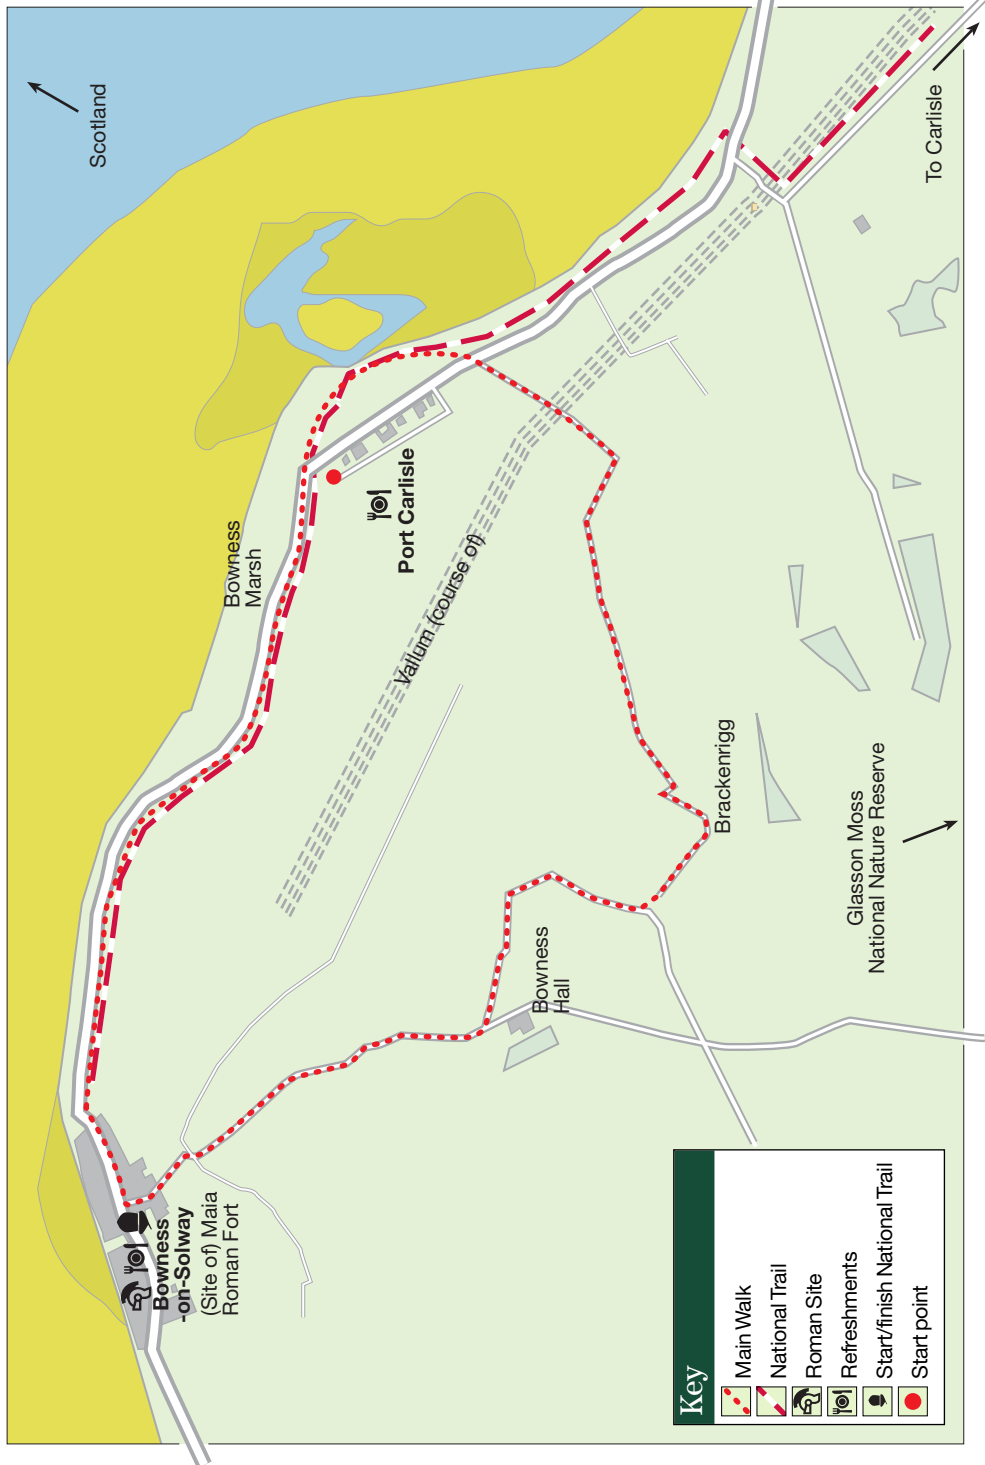 Scotland
To Carlisle
Bowness
Marsh
Port Carlisle
Vallum (course of)
Brackenrigg
Glasson Moss
National Nature Reserve
Bowness
Hall
Bowness
-on-Solway
(Site of) Maia
Roman Fort
Key
Main Walk
National Trail
Roman Site
Refreshments
Start/finish National Trail
Start point